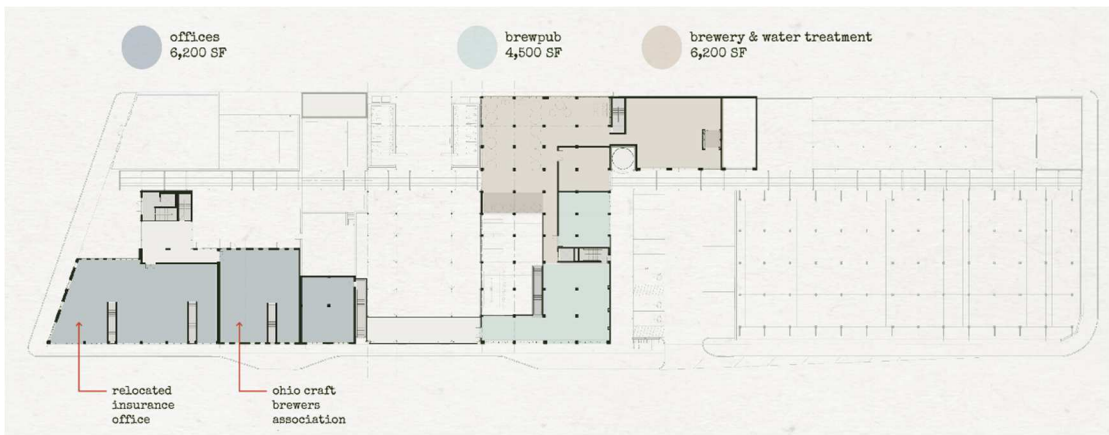 offices
6,200 SF
brewpub
4,500 SF
brewery & water treatment
6,200 SF
relocated
insurance
office
ohio craft
brewers
association